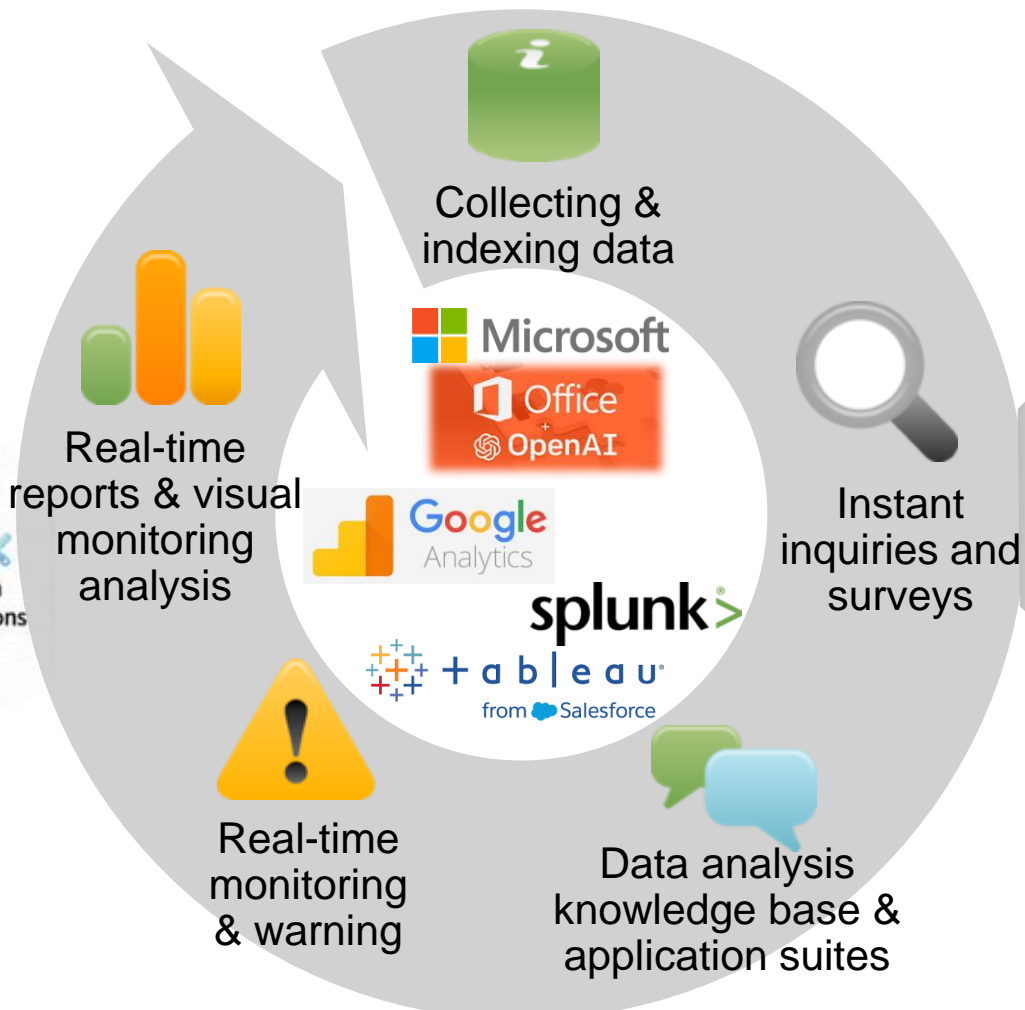 i
Collecting &
indexing data
Microsoft
Office
+
OpenAI
Real-time
reports & visual
monitoring
analysis
Google
Analytics
Instant
inquiries and
surveys
splunk>
+ a b l e a u
from Salesforce
!
Real-time
monitoring
& warning
Data analysis
knowledge base &
application suites